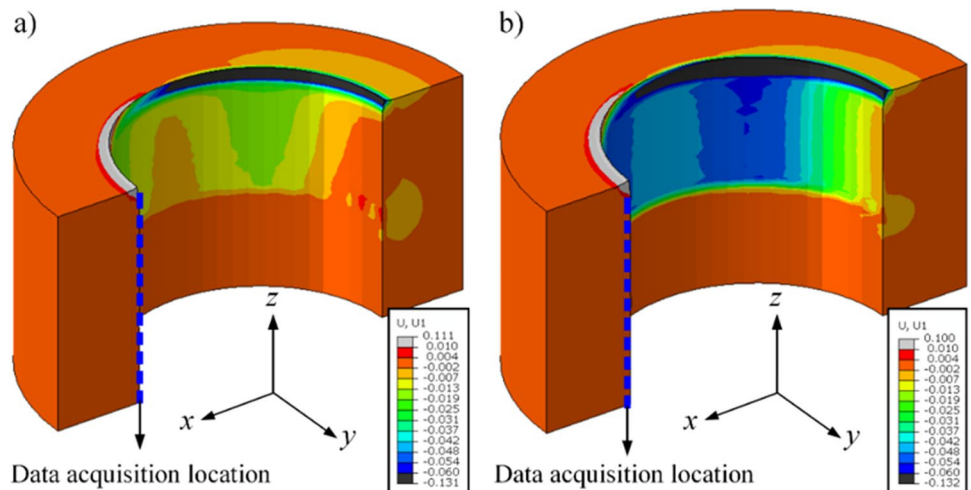 a)
z
x
y
Data acquisition location
U, U1
0.111
0.010
0.004
-0.002
-0.007
-0.013
-0.019
-0.025
-0.031
-0.037
-0.042
-0.048
-0.054
-0.060
-0.131
b)
z
x
y
Data acquisition location
U, U1
0.100
0.010
0.004
-0.002
-0.007
-0.013
-0.019
-0.025
-0.031
-0.037
-0.042
-0.048
-0.054
-0.060
-0.132